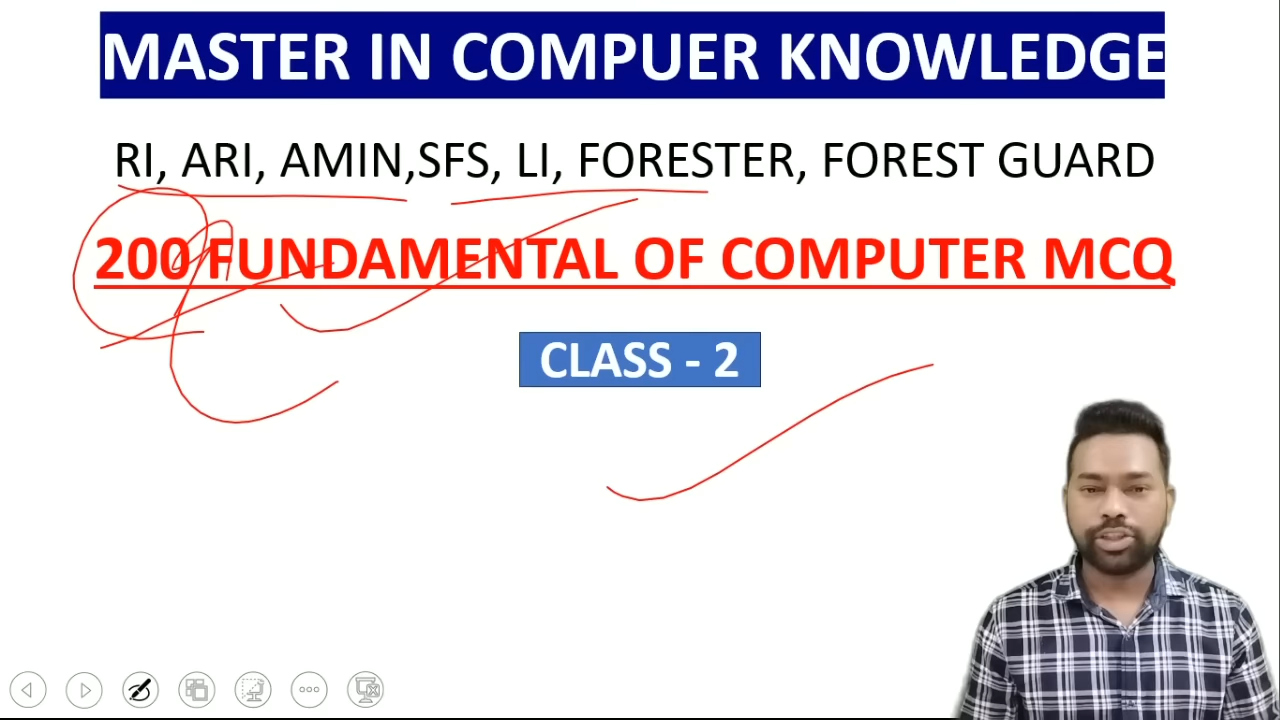 MASTER IN COMPUER KNOWLEDGE
RI, ARI, AMIN,SFS, LI, FORESTER, FOREST GUARD
200 FUNDAMENTAL OF COMPUTER MCQ
CLASS - 2